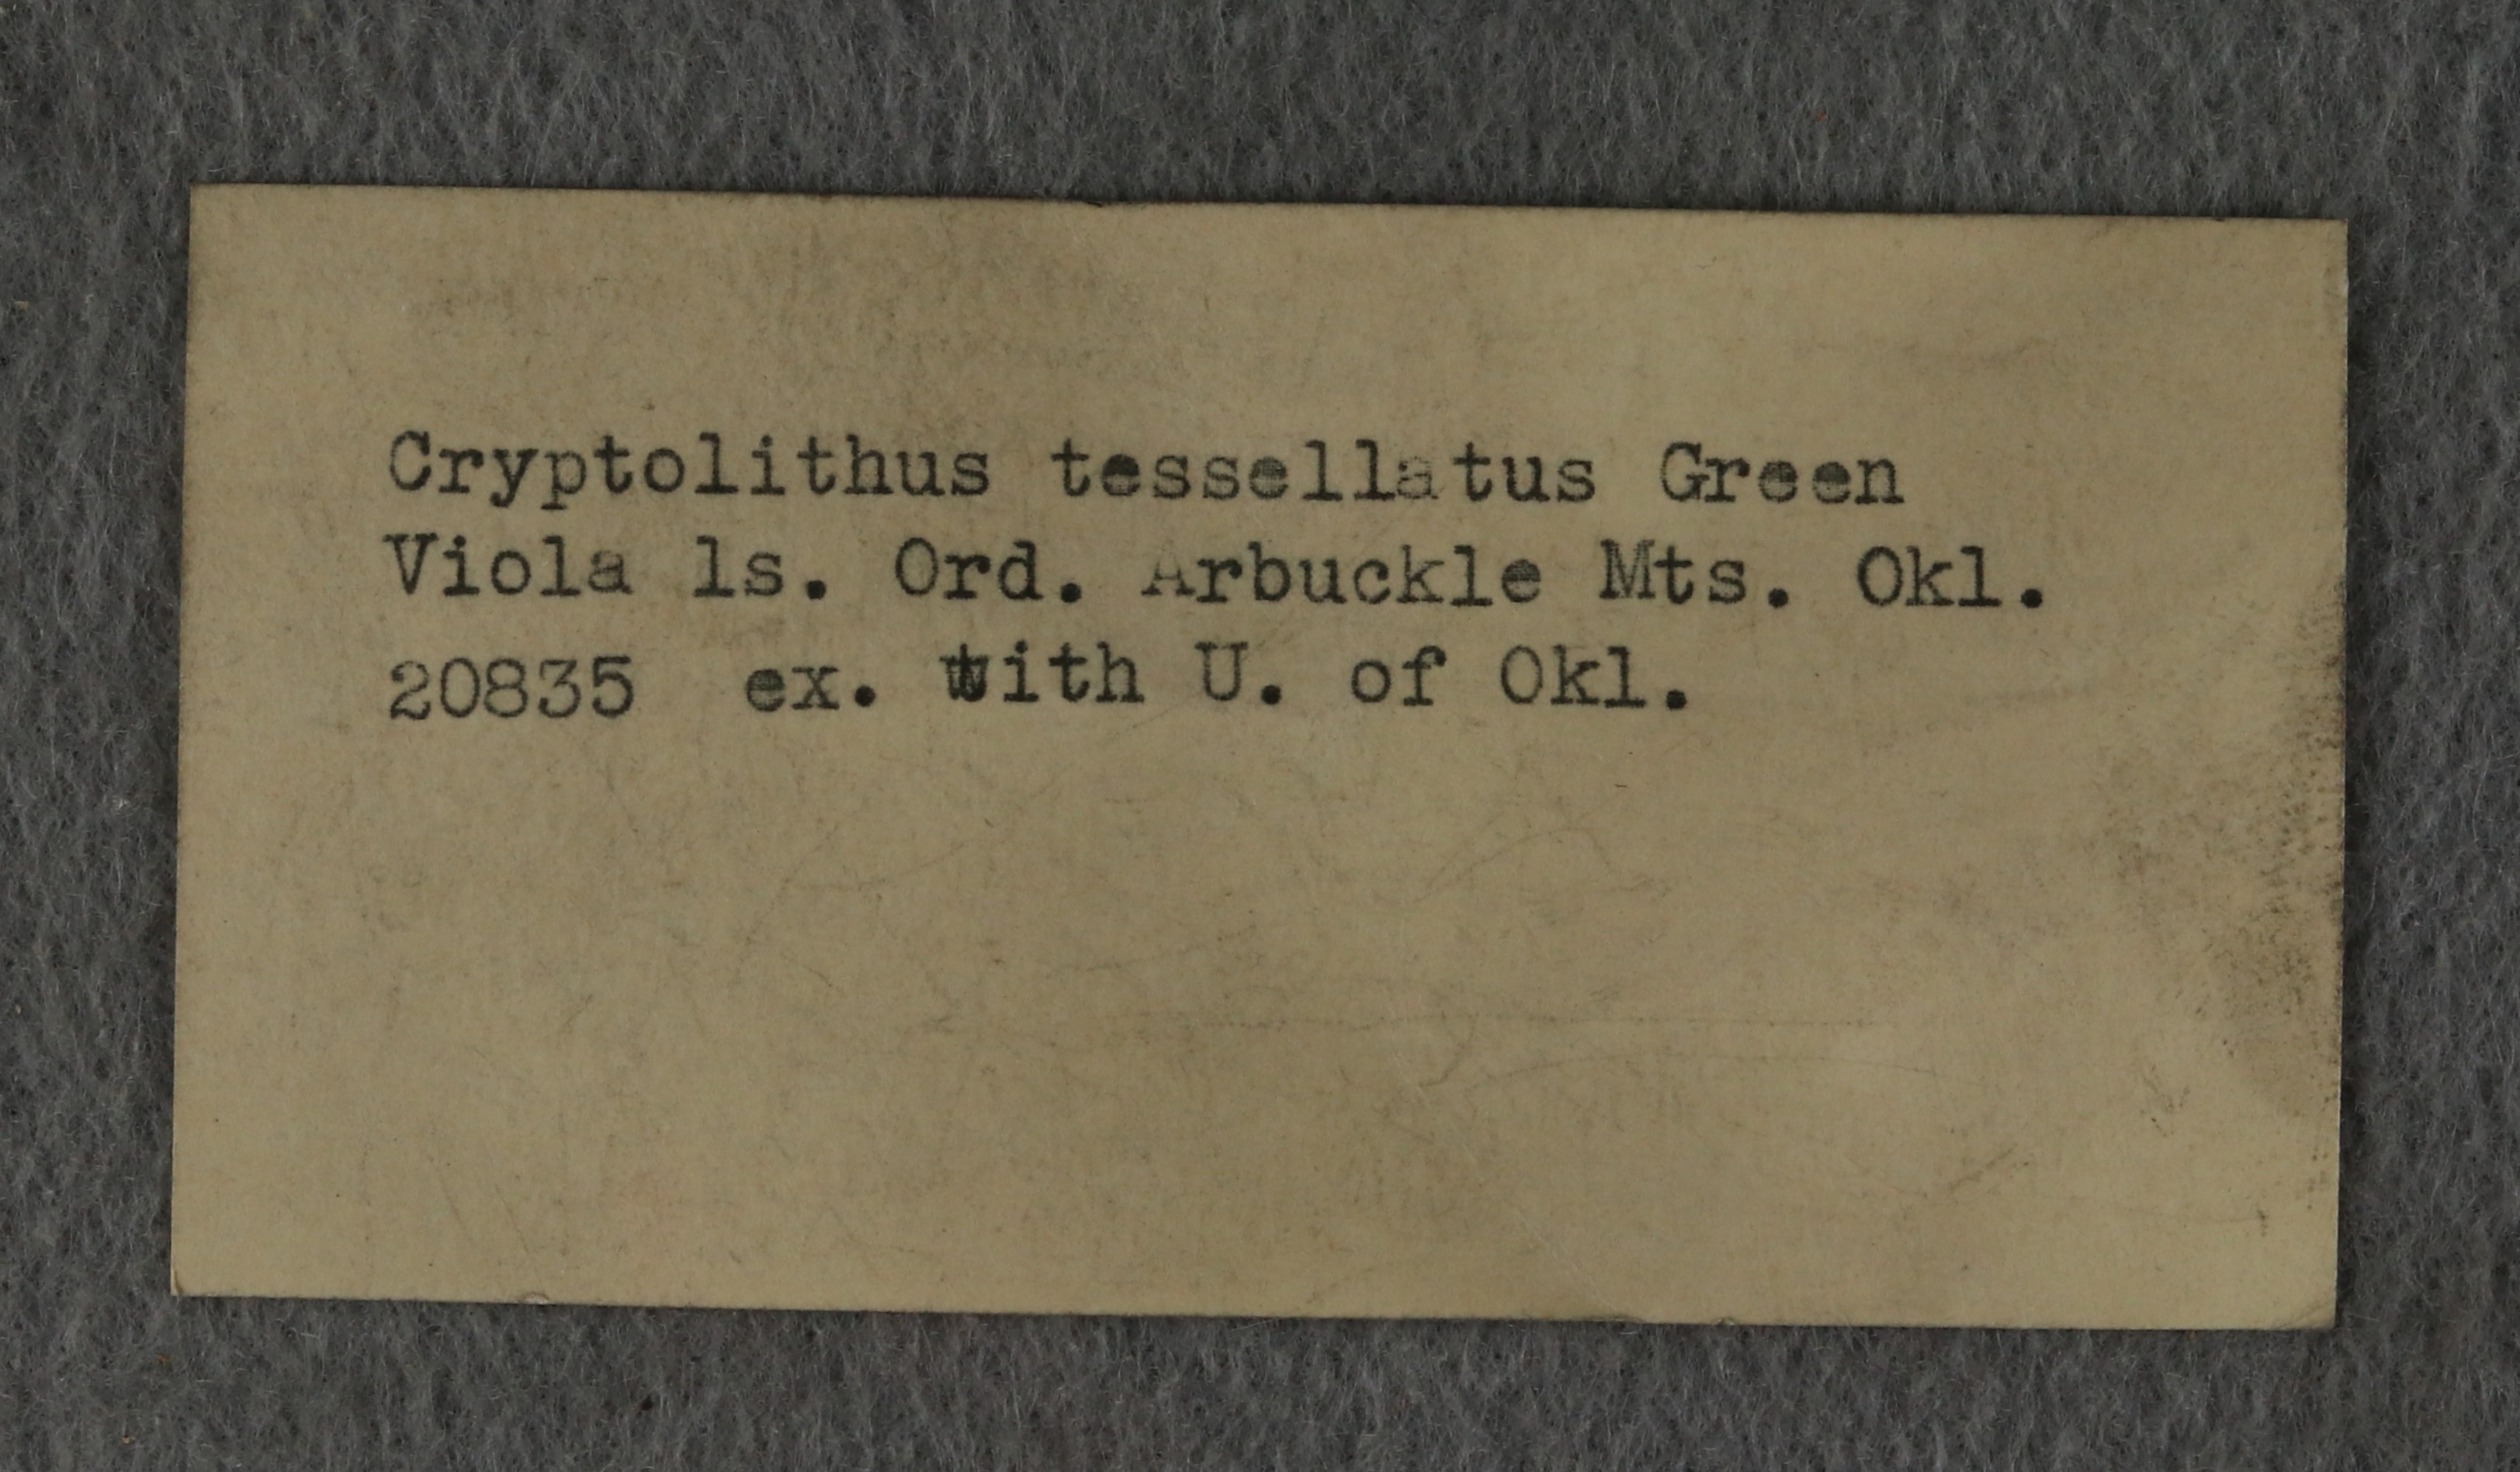 Cryptolithus tessellatus Green
Viola ls. Ord. Arbuckle Mts. Okl.
20835 ex. with U. of Okl.